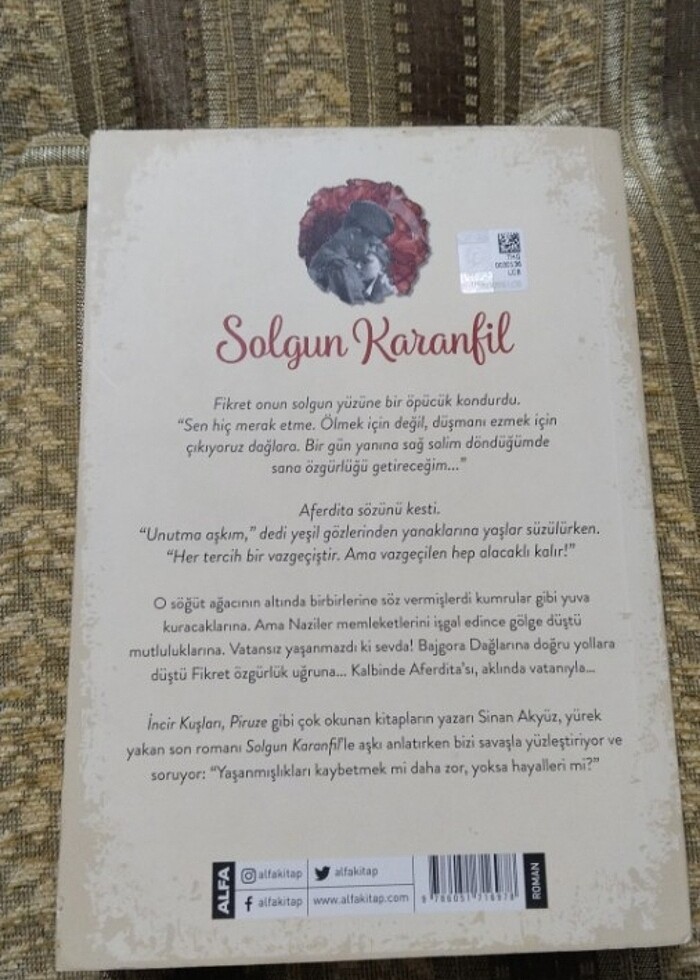 THG
LCB
Solgun Karanfil
Fikret onun solgun yüzüne bir öpücük kondurdu.
“Sen hiç merak etme. Ölmek için değil, düşmanı ezmek için
çıkıyoruz dağlara. Bir gün yanına sağ salim döndüğümde
sana özgürlüğü getireceğim...”
Aferdita sözünü kesti.
“Unutma aşkım,” dedi yeşil gözlerinden yanaklarına yaşlar süzülürken.
“Her tercih bir vazgeçiştir. Ama vazgeçilen hep alacaklı kalır!”
O söğüt ağacının altında birbirlerine söz vermişlerdi kumrular gibi yuva
kuracaklarına. Ama Naziler memleketlerini işgal edince gölge düştü
mutluluklarına. Vatansız yaşanmazdı ki sevda! Bajgora Dağlarına doğru yollara
düştü Fikret özgürlük uğruna... Kalbinde Aferdita’sı, aklında vatanıyla...
İncir Kuşları, Piruze gibi çok okunan kitapların yazarı Sinan Akyüz, yürek
yakan son romanı Solgun Karanfil’le aşkı anlatırken bizi savaşla yüzleştiriyor ve
soruyor: “Yaşanmışlıkları kaybetmek mi daha zor, yoksa hayalleri mi?”
ALFA
alfakitap
alfakitap
alfakitap
www.alfakitap.com
9 786051 718978
ROMAN